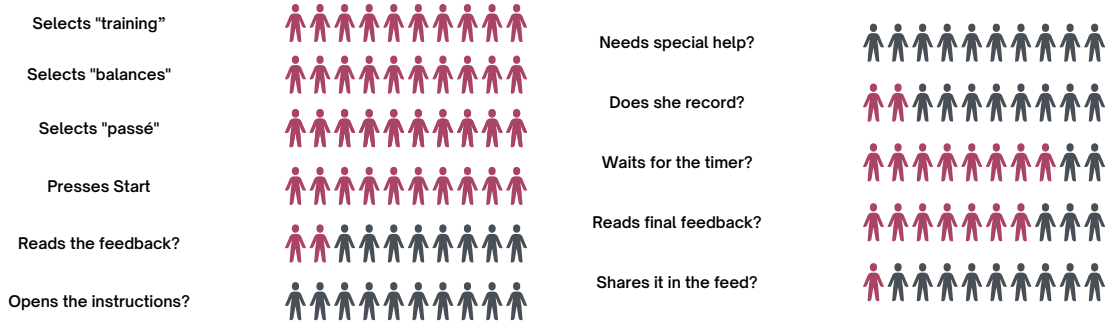 Selects "training”
Selects "balances"
Selects "passé"
Presses Start
Reads the feedback?
Opens the instructions?
Needs special help?
Does she record?
Waits for the timer?
Reads final feedback?
Shares it in the feed?